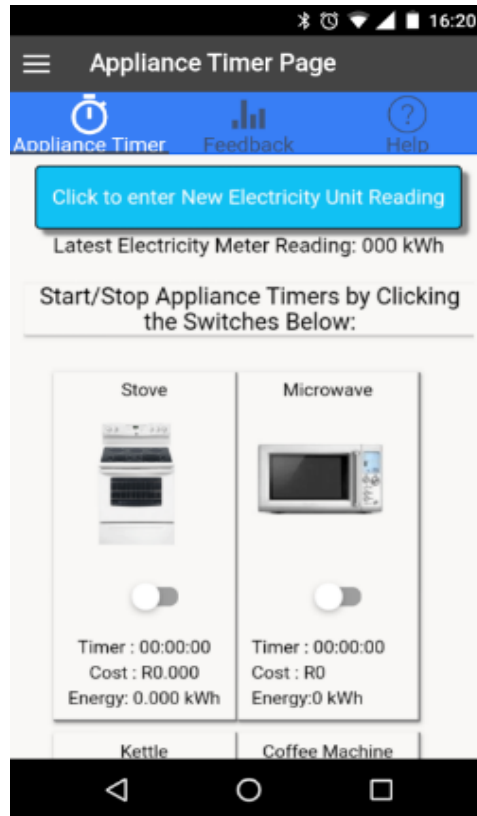 16:20
Appliance Timer Page
Appliance Timer
Feedback
Help
Click to enter New Electricity Unit Reading
Latest Electricity Meter Reading: 000 kWh
Start/Stop Appliance Timers by Clicking
the Switches Below:
Stove
Microwave
Timer : 00:00:00
Cost : R0.000
Energy: 0.000 kWh
Timer : 00:00:00
Cost : R0
Energy:0 kWh
Kettle
Coffee Machine